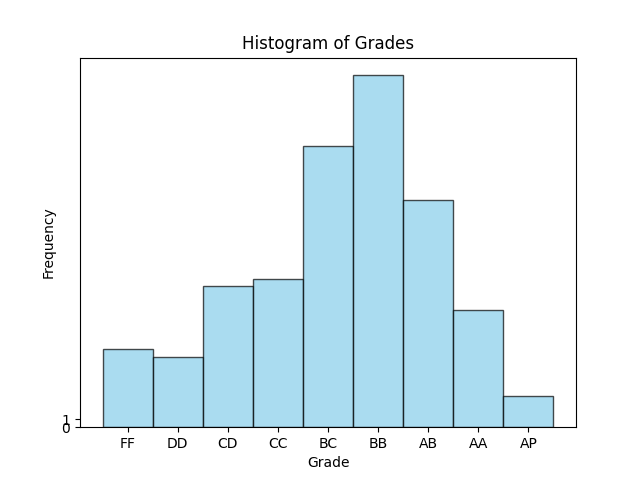 Histogram of Grades
Frequency
1
0
FF DD CD CC BC BB AB AA AP
Grade